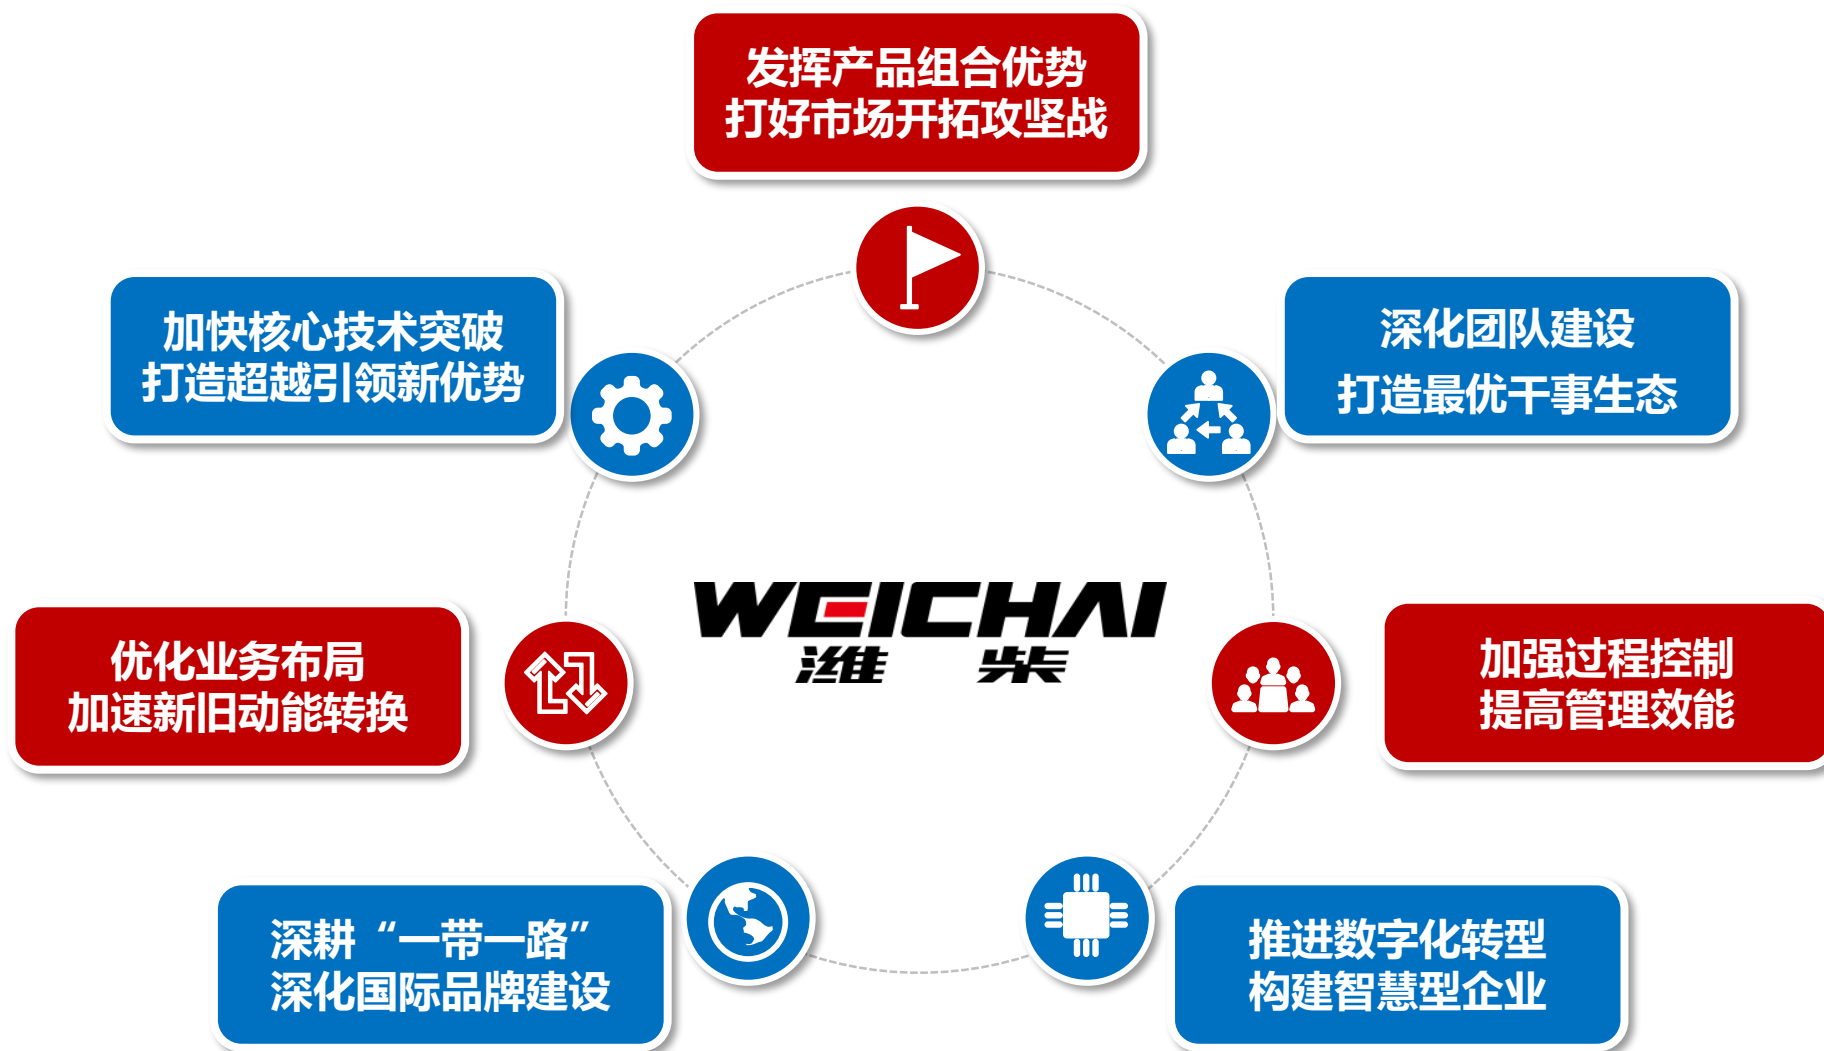 发挥产品组合优势
打好市场开拓攻坚战
加快核心技术突破
打造超越引领新优势
深化团队建设
打造最优干事生态
WEICHAI
潍柴
优化业务布局
加速新旧动能转换
加强过程控制
提高管理效能
深耕“一带一路”
深化国际品牌建设
推进数字化转型
构建智慧型企业